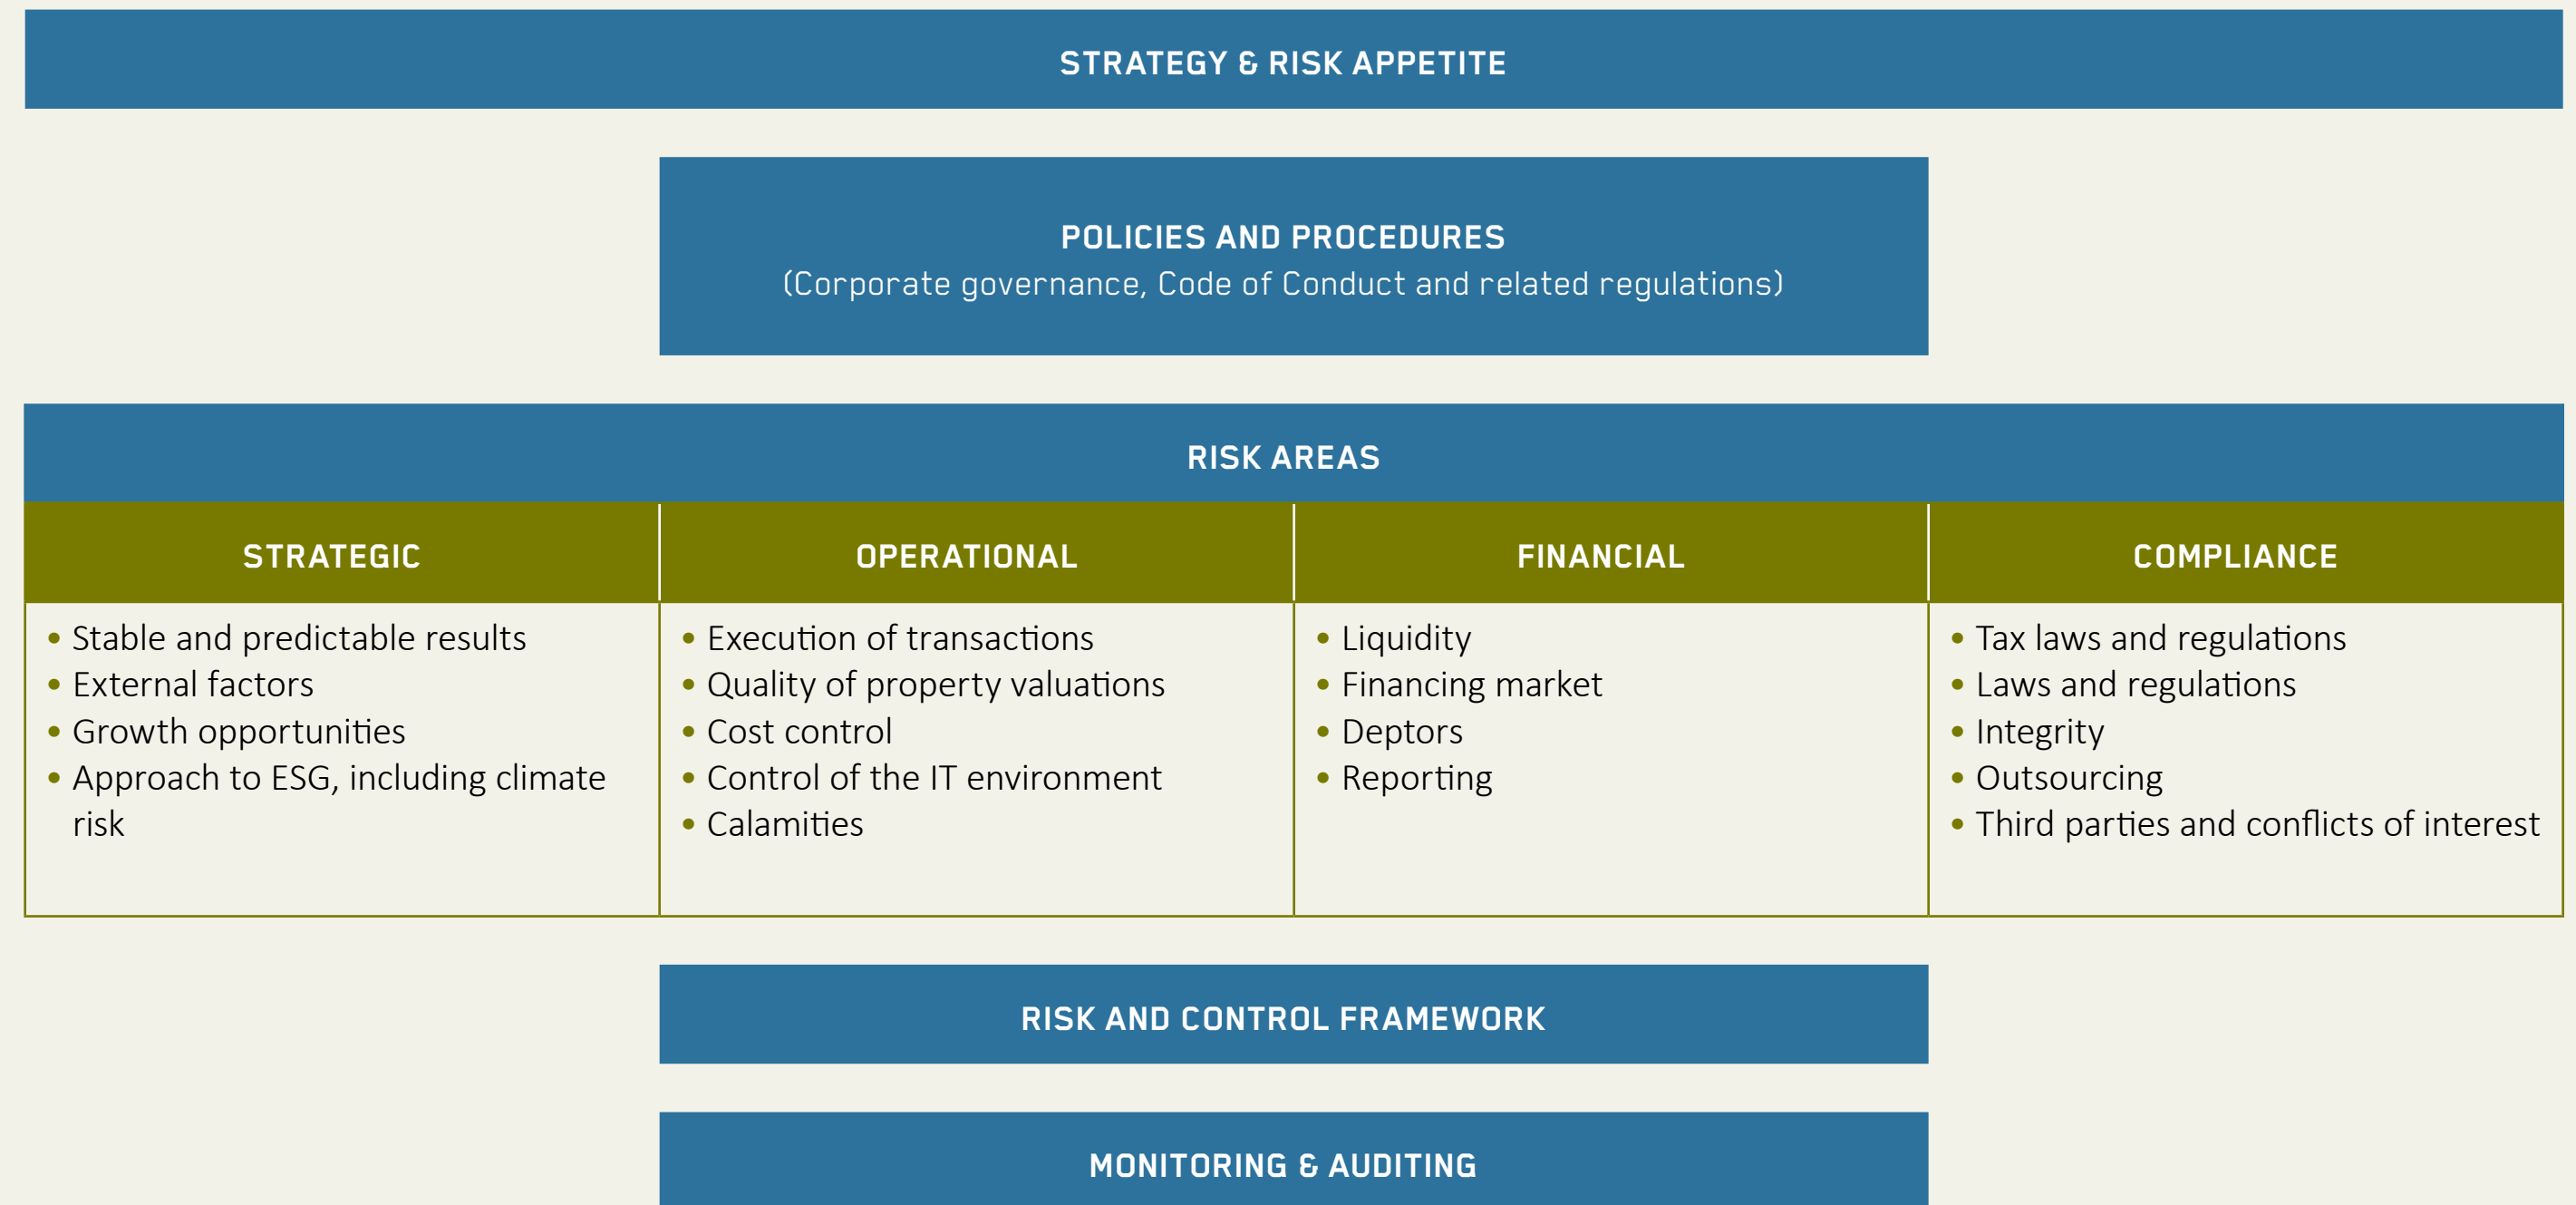 STRATEGY & RISK APPETITE
POLICIES AND PROCEDURES
(Corporate governance, Code of Conduct and related regulations)
RISK AREAS
STRATEGIC
• Stable and predictable results
• External factors
• Growth opportunities
• Approach to ESG, including climate
risk
OPERATIONAL
• Execution of transactions
• Quality of property valuations
• Cost control
• Control of the IT environment
• Calamities
FINANCIAL
• Liquidity
• Financing market
• Deptors
• Reporting
COMPLIANCE
• Tax laws and regulations
• Laws and regulations
• Integrity
• Outsourcing
• Third parties and conflicts of interest
RISK AND CONTROL FRAMEWORK
MONITORING & AUDITING